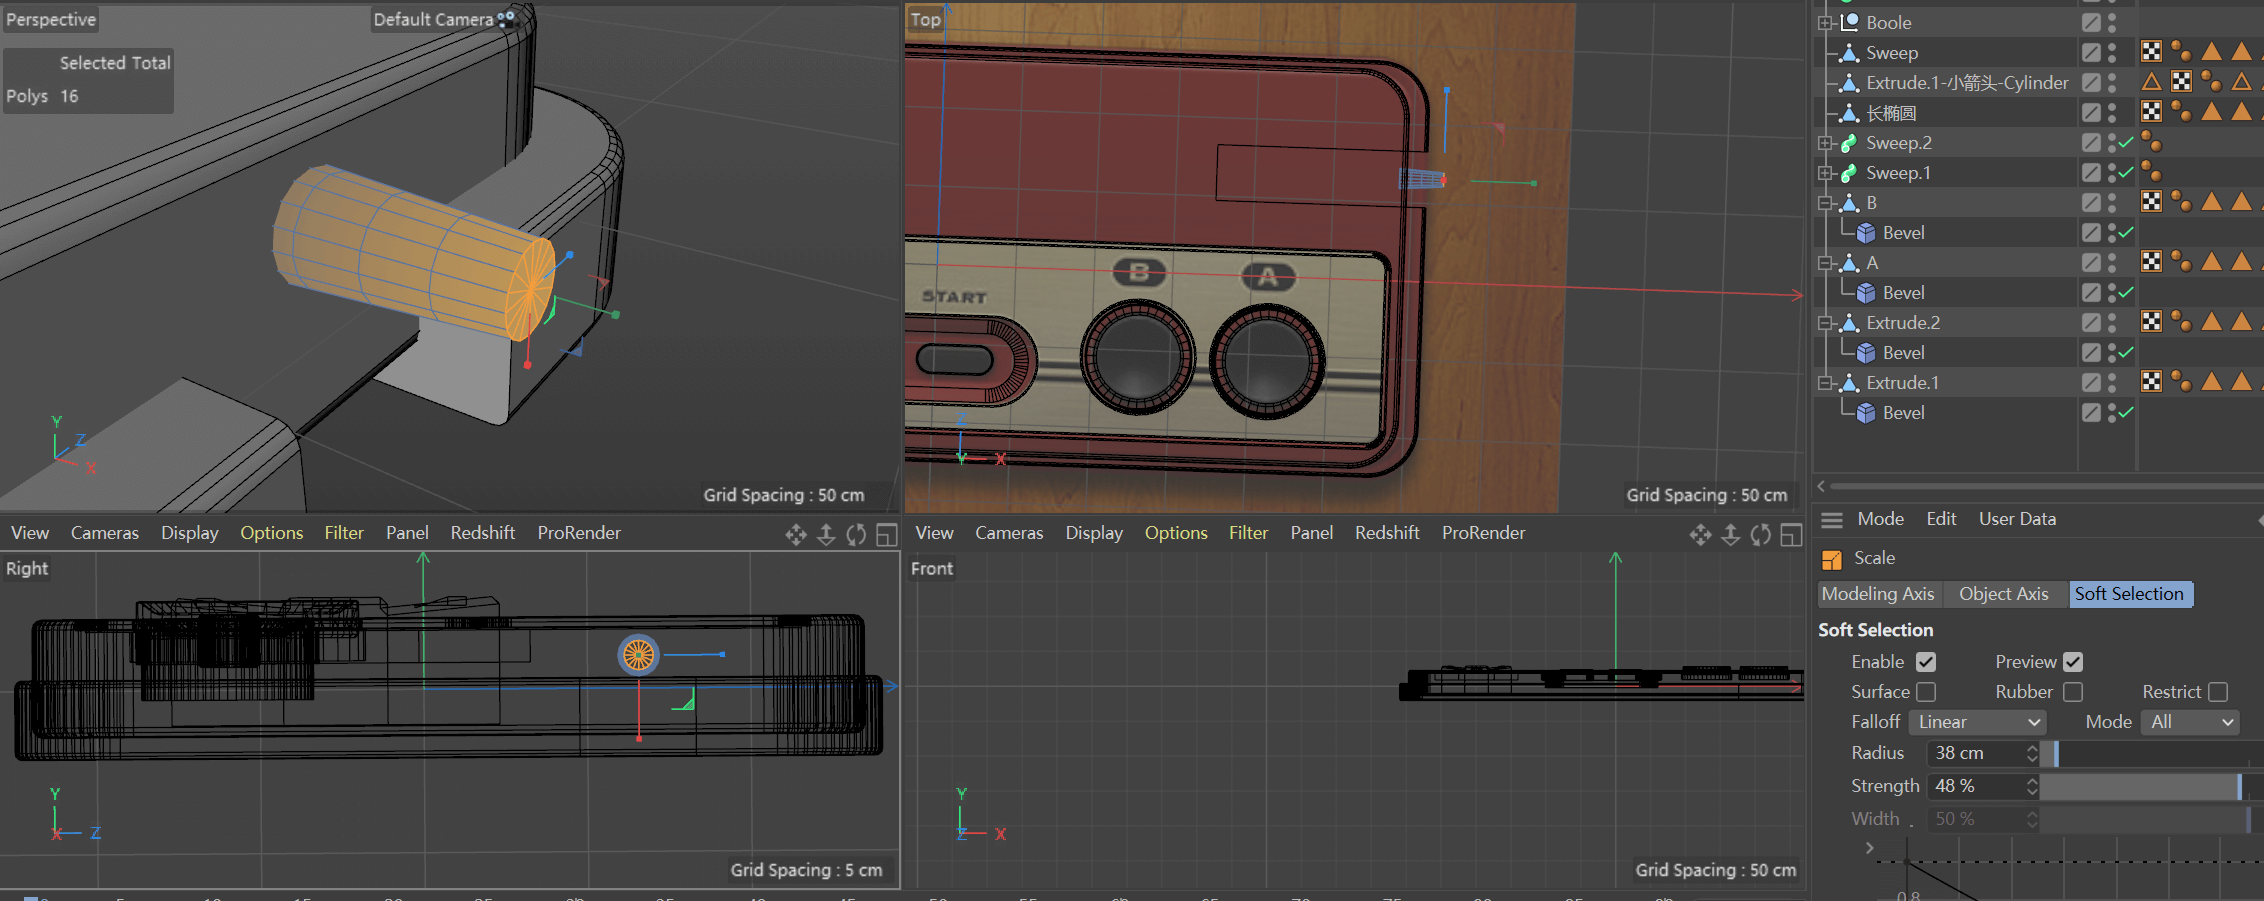 Perspective
Default Camera
Selected Total
Polys 16
Y
Z
X
Grid Spacing : 50 cm
Top
START
B
A
Z
Y
X
Grid Spacing : 50 cm
View Cameras Display Options Filter Panel Redshift ProRender
View Cameras Display Options Filter Panel Redshift ProRender
Right
Y
X
Z
Grid Spacing : 5 cm
Front
Y
Z
X
Grid Spacing : 50 cm
Boole
Sweep
Extrude.1-小箭头-Cylinder
长椭圆
Sweep.2
Sweep.1
B
Bevel
A
Bevel
Extrude.2
Bevel
Extrude.1
Bevel
Mode Edit User Data
Scale
Modeling Axis Object Axis Soft Selection
Soft Selection
Enable Preview
Surface Rubber Restrict
Falloff Linear Mode All
Radius 38 cm
Strength 48 %
Width . 50 %
0.8